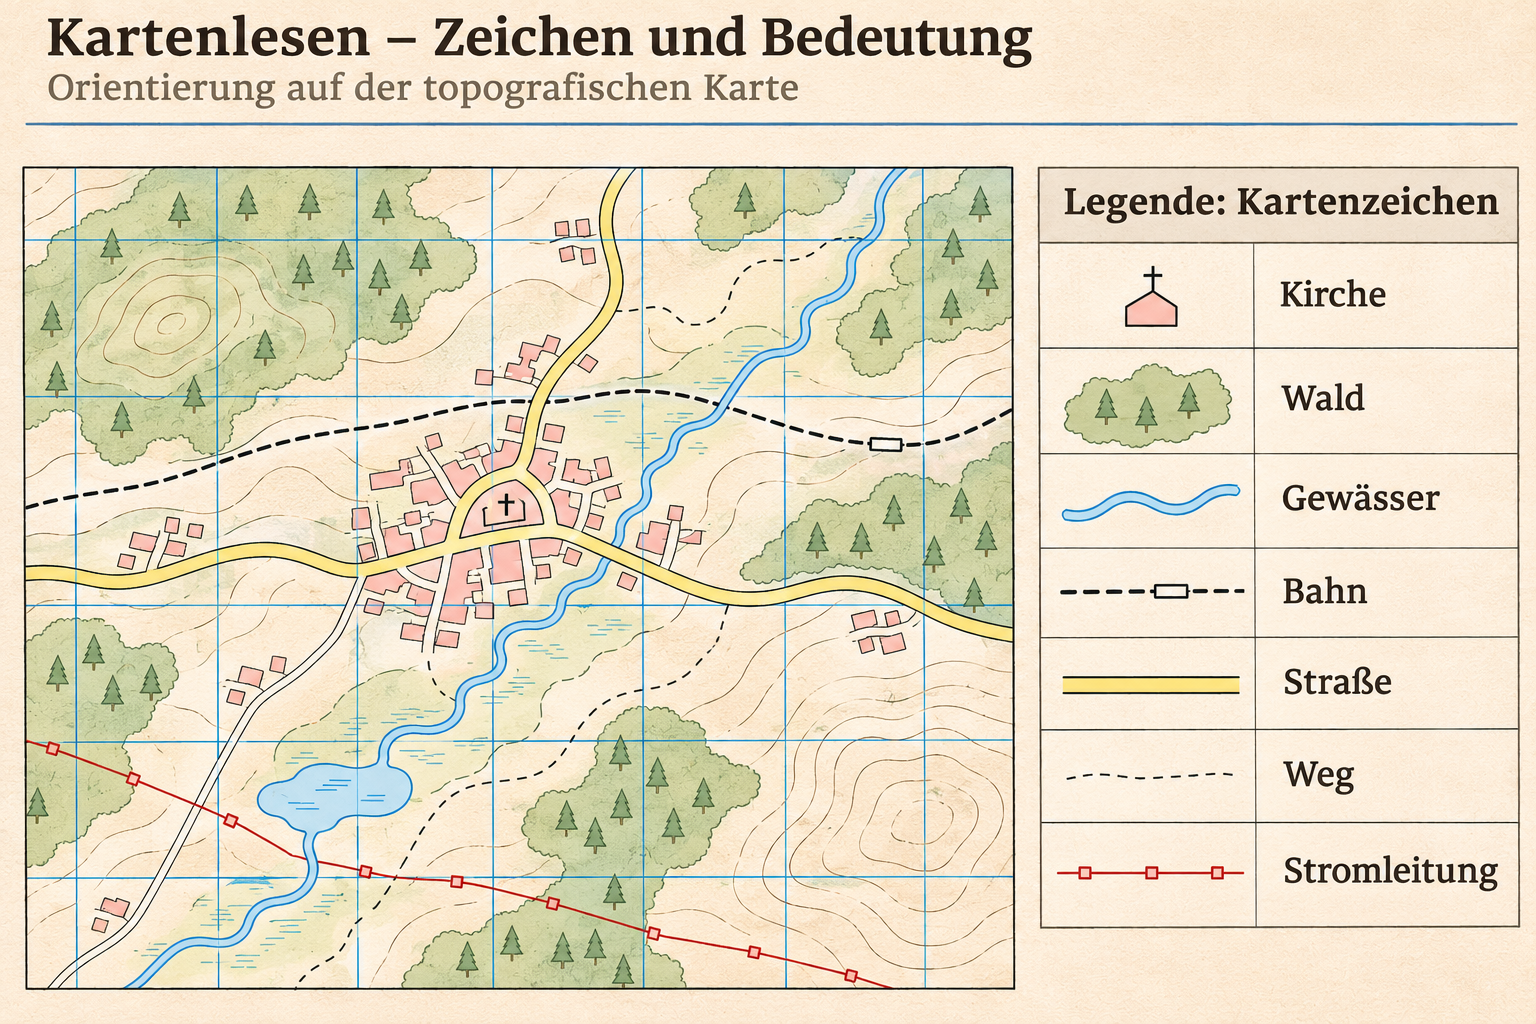 Kartenlesen – Zeichen und Bedeutung
Orientierung auf der topografischen Karte
Legende: Kartenzeichen
Kirche
Wald
Gewässer
Bahn
Straße
Weg
Stromleitung